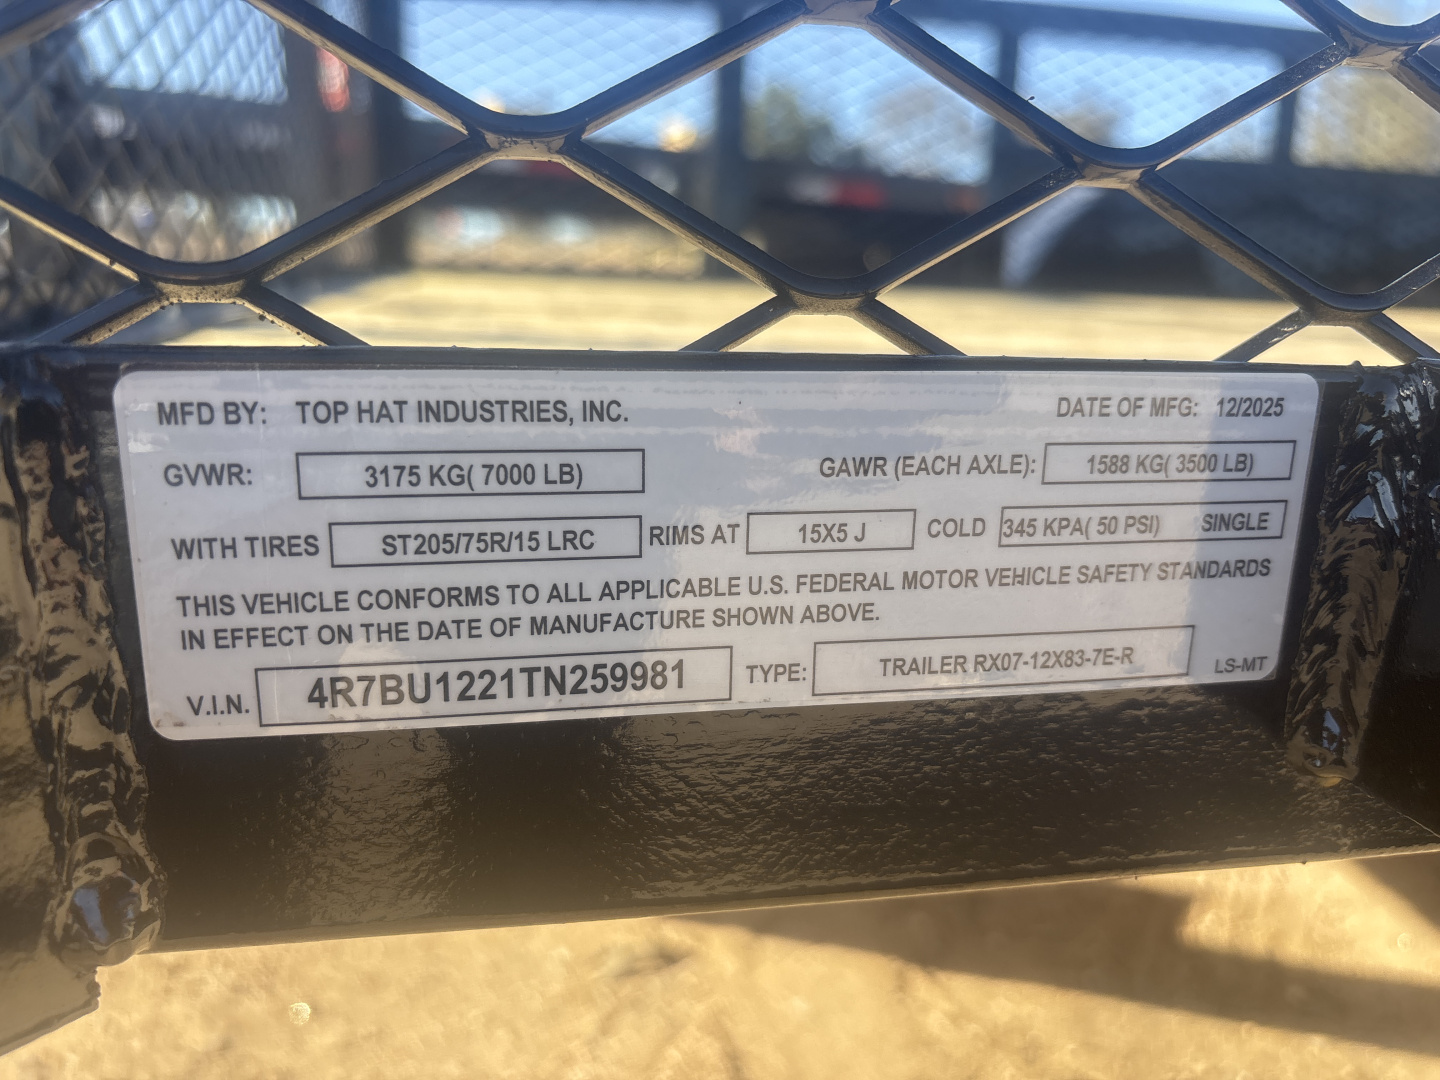 MFD BY: TOP HAT INDUSTRIES, INC. DATE OF MFG: 12/2025
GVWR: 3175 KG( 7000 LB) GAWR (EACH AXLE): 1588 KG( 3500 LB)
WITH TIRES ST205/75R/15 LRC RIMS AT 15X5 J COLD 345 KPA( 50 PSI) SINGLE
THIS VEHICLE CONFORMS TO ALL APPLICABLE U.S. FEDERAL MOTOR VEHICLE SAFETY STANDARDS
IN EFFECT ON THE DATE OF MANUFACTURE SHOWN ABOVE.
V.I.N. 4R7BU1221TN259981 TYPE: TRAILER RX07-12X83-7E-R LS-MT